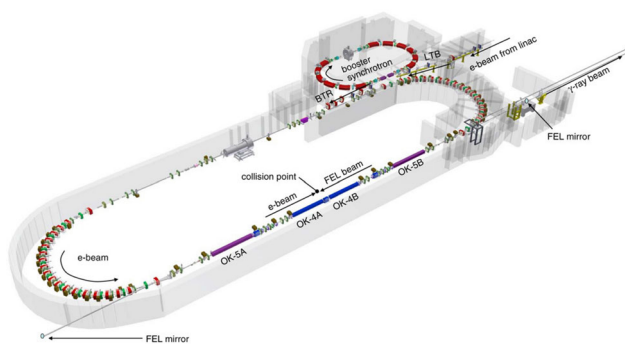 booster
synchrotron
LTB
e-beam from linac
BTR
γ-ray beam
FEL mirror
collision point
FEL beam
e-beam
OK-5B
OK-4B
OK-4A
OK-5A
e-beam
FEL mirror